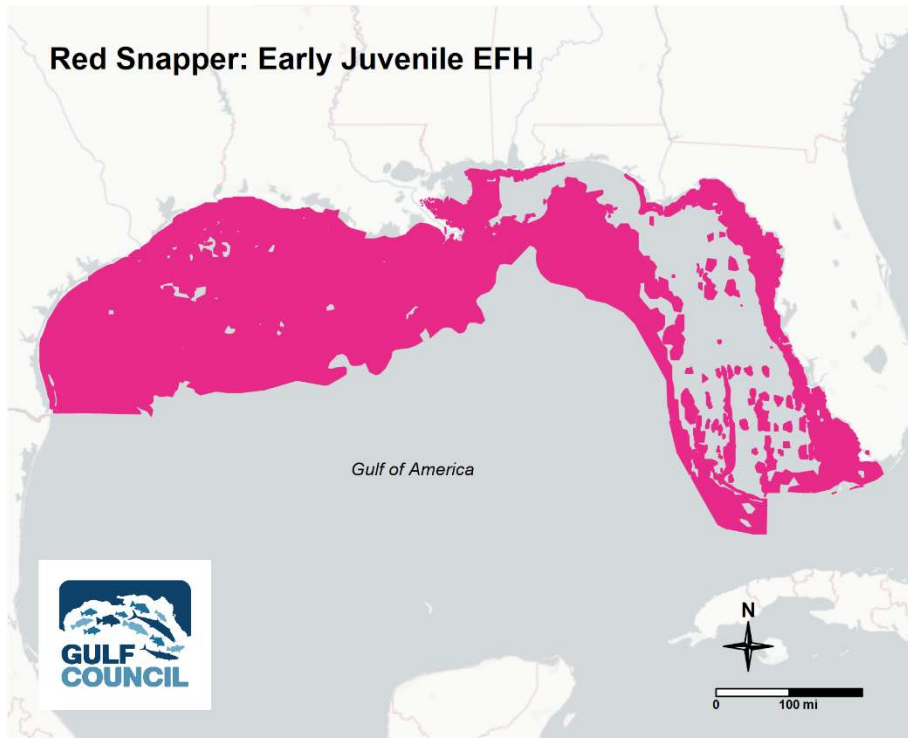 Red Snapper: Early Juvenile EFH
Gulf of America
GULF
COUNCIL
N
0 100 mi